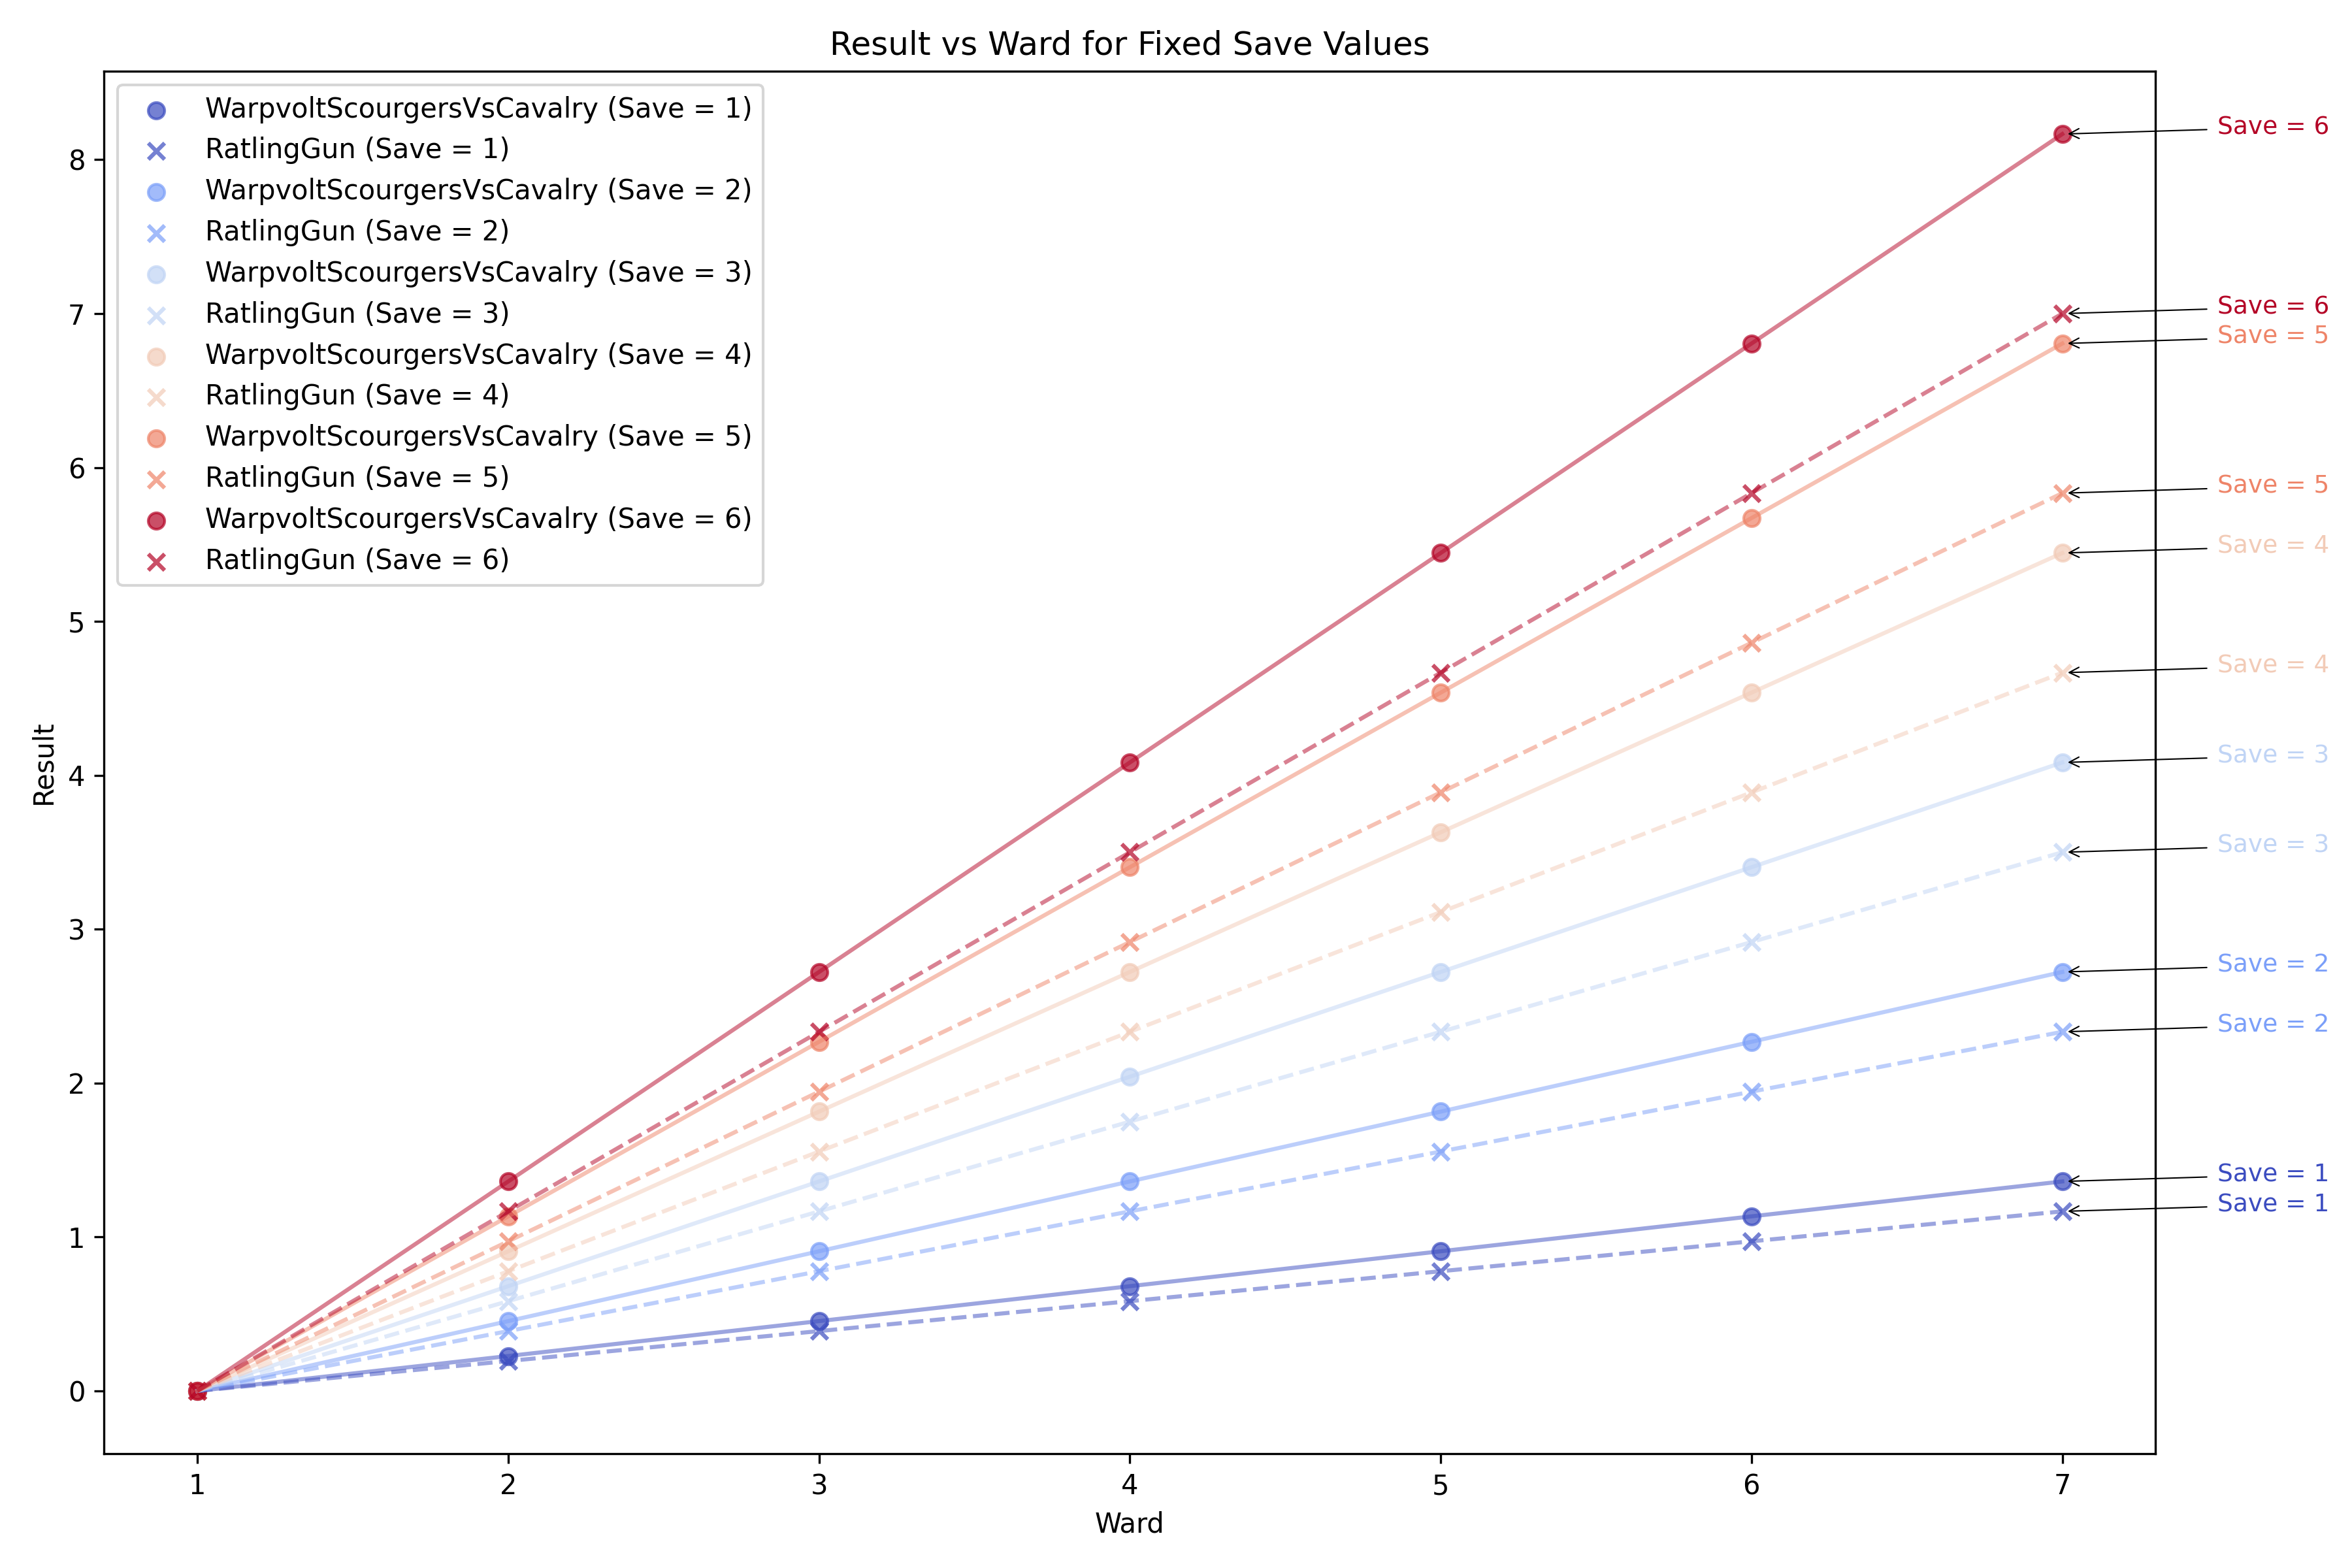 Result vs Ward for Fixed Save Values
WarpvoltScourgersVsCavalry (Save = 1)
RatlingGun (Save = 1)
WarpvoltScourgersVsCavalry (Save = 2)
RatlingGun (Save = 2)
WarpvoltScourgersVsCavalry (Save = 3)
RatlingGun (Save = 3)
WarpvoltScourgersVsCavalry (Save = 4)
RatlingGun (Save = 4)
WarpvoltScourgersVsCavalry (Save = 5)
RatlingGun (Save = 5)
WarpvoltScourgersVsCavalry (Save = 6)
RatlingGun (Save = 6)
Result
8
7
6
5
4
3
2
1
0
Save = 6
Save = 6
Save = 5
Save = 5
Save = 4
Save = 4
Save = 3
Save = 3
Save = 2
Save = 2
Save = 1
Save = 1
1 2 3 4 5 6 7
Ward